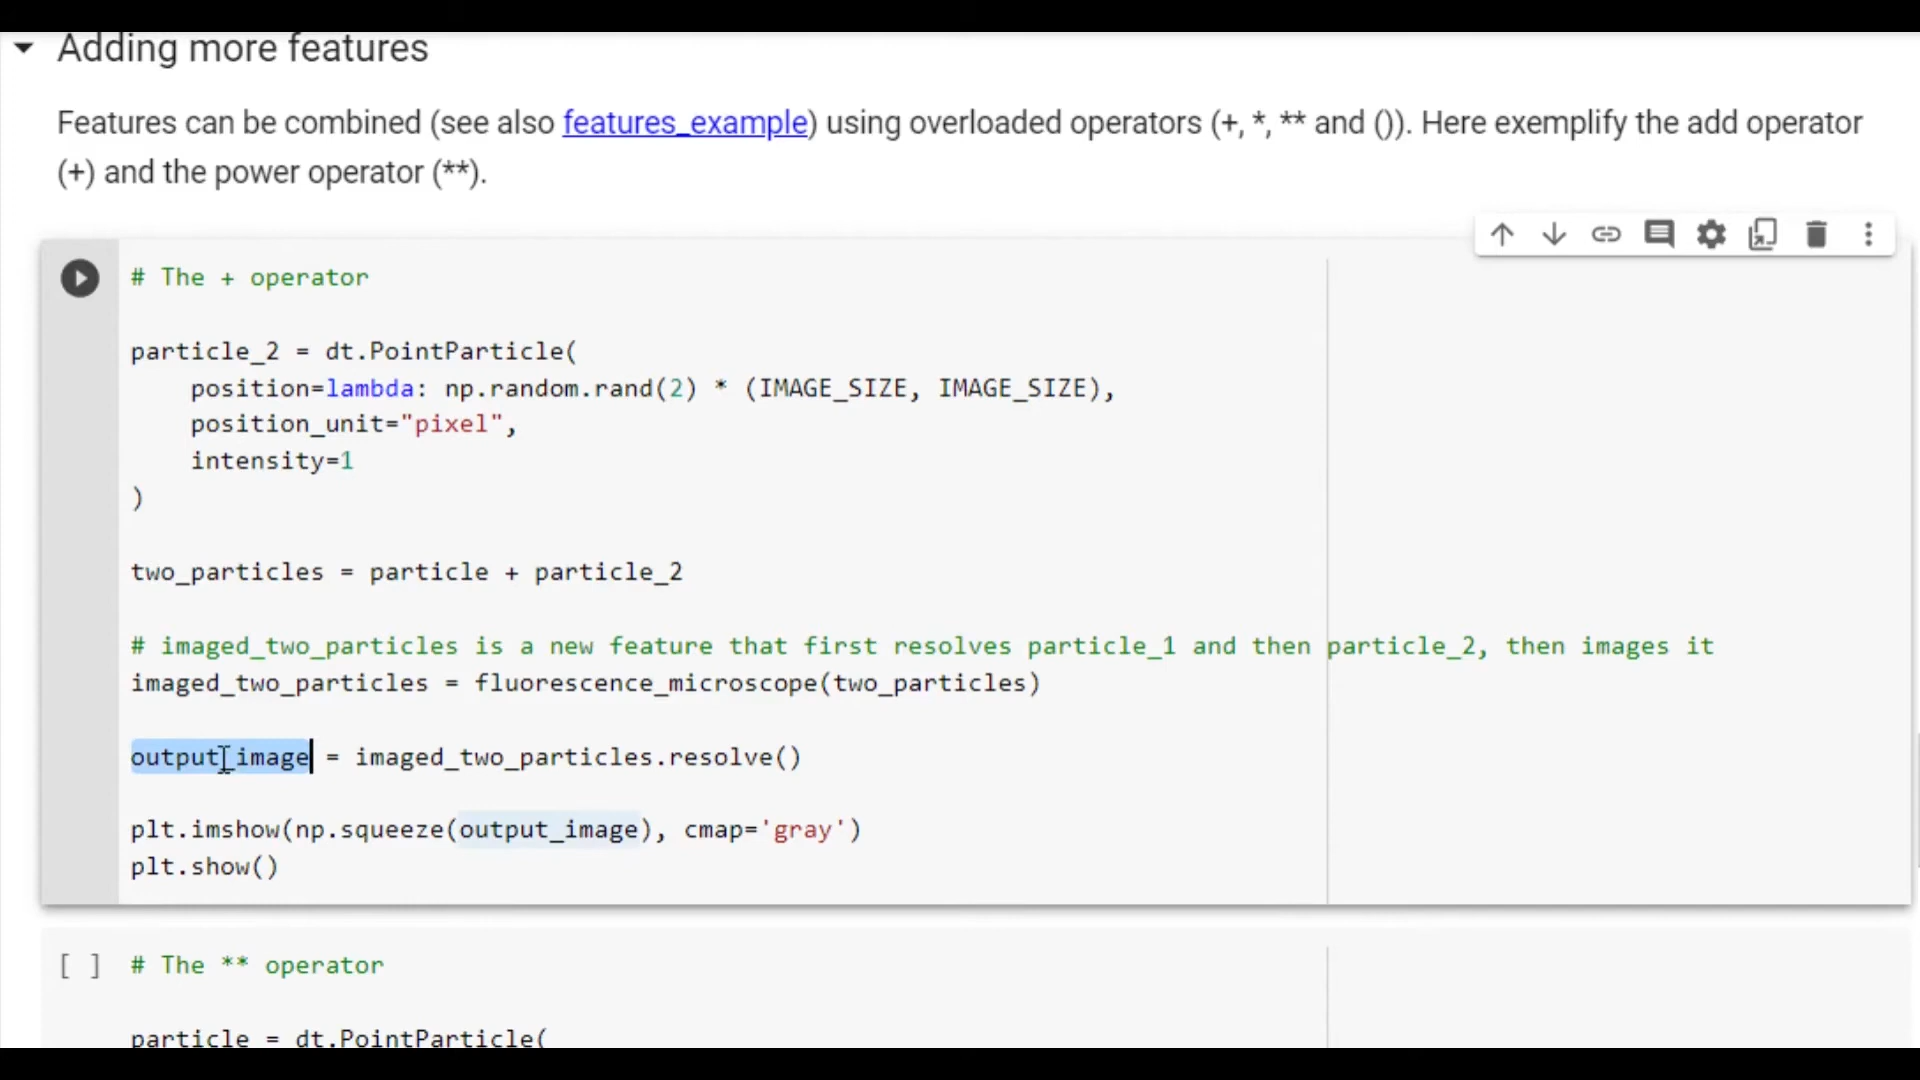 Adding more features
Features can be combined (see also features_example) using overloaded operators (+, *, ** and ()). Here exemplify the add operator
(+) and the power operator (**).
# The + operator
particle_2 = dt.PointParticle(
    position=lambda: np.random.rand(2) * (IMAGE_SIZE, IMAGE_SIZE),
    position_unit="pixel",
    intensity=1
)
two_particles = particle + particle_2
# imaged_two_particles is a new feature that first resolves particle_1 and then particle_2, then images it
imaged_two_particles = fluorescence_microscope(two_particles)
output_image = imaged_two_particles.resolve()
plt.imshow(np.squeeze(output_image), cmap='gray')
plt.show()
[ ] # The ** operator
particle = dt.PointParticle(